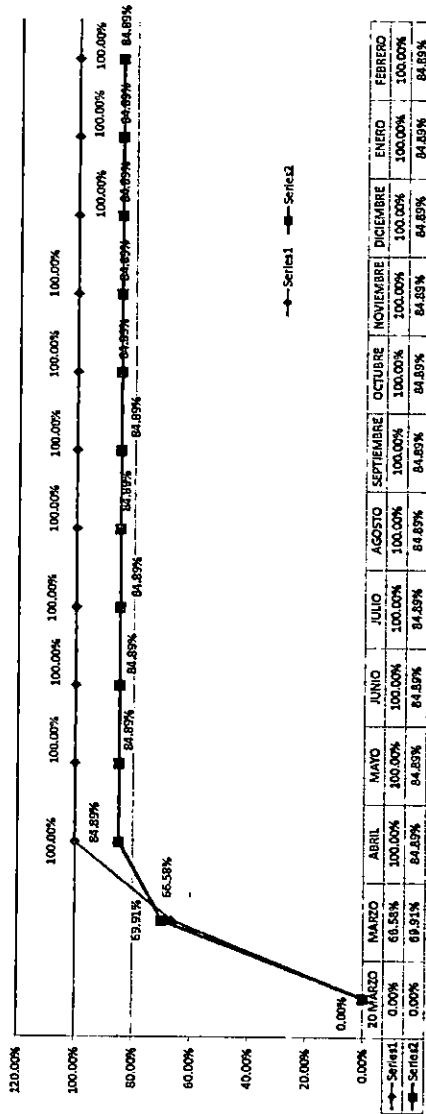 120.00%
100.00%
80.00%
60.00%
40.00%
20.00%
0.00%
100.00% 100.00% 100.00% 100.00% 100.00% 100.00% 100.00% 100.00% 100.00% 100.00% 100.00%
84.89% 84.89% 84.89% 84.89% 84.89% 84.89% 84.89% 84.89% 84.89% 84.89% 84.89%
69.91%
66.58%
0.00%
Series1 Series2
20 MARZO MARZO ABRIL MAYO JUNIO JULIO AGOSTO SEPTIEMBRE OCTUBRE NOVIEMBRE DICIEMBRE ENERO FEBRERO
Series1 0.00% 66.58% 100.00% 100.00% 100.00% 100.00% 100.00% 100.00% 100.00% 100.00% 100.00% 100.00% 100.00%
Series2 0.00% 69.91% 84.89% 84.89% 84.89% 84.89% 84.89% 84.89% 84.89% 84.89% 84.89% 84.89% 84.89%